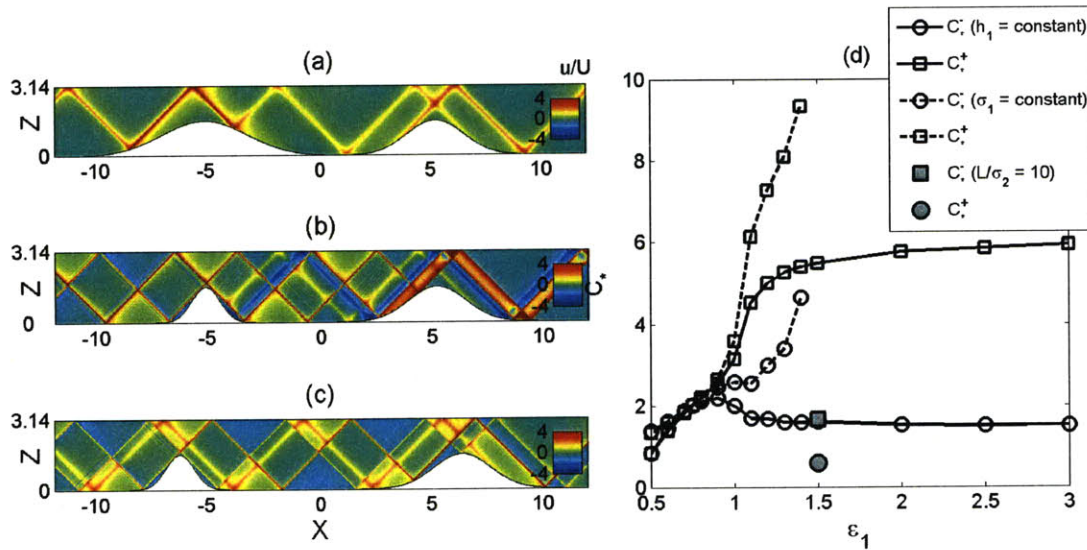 (a)
u/U
3.14
Z
0
4
0
-4
-10
-5
0
5
10
(b)
3.14
Z
0
4
0
-4
-10
-5
0
5
10
(c)
3.14
Z
0
4
0
-4
-10
-5
0
5
10
X
(d)
C*
10
8
6
4
2
0
0.5
1
1.5
2
2.5
3
ε1
C*- (h1 = constant)
C*+
C*- (σ1 = constant)
C*+
C*- (L/σ2 = 10)
C*+